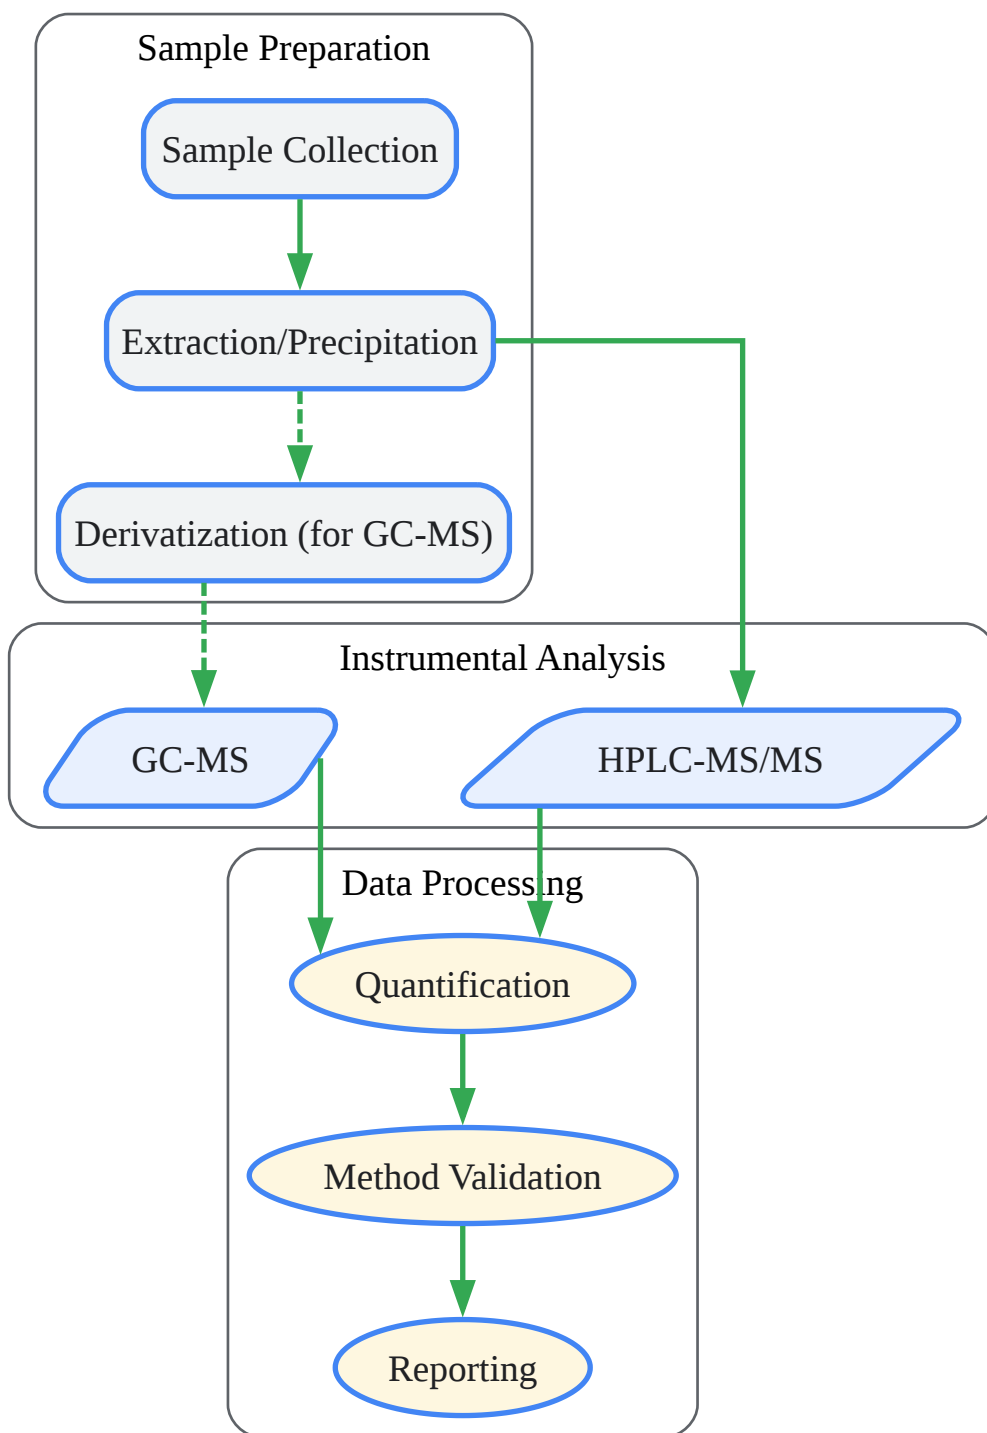 Sample Preparation
Sample Collection
Extraction/Precipitation
Derivatization (for GC-MS)
Instrumental Analysis
GC-MS
HPLC-MS/MS
Data Processing
Quantification
Method Validation
Reporting